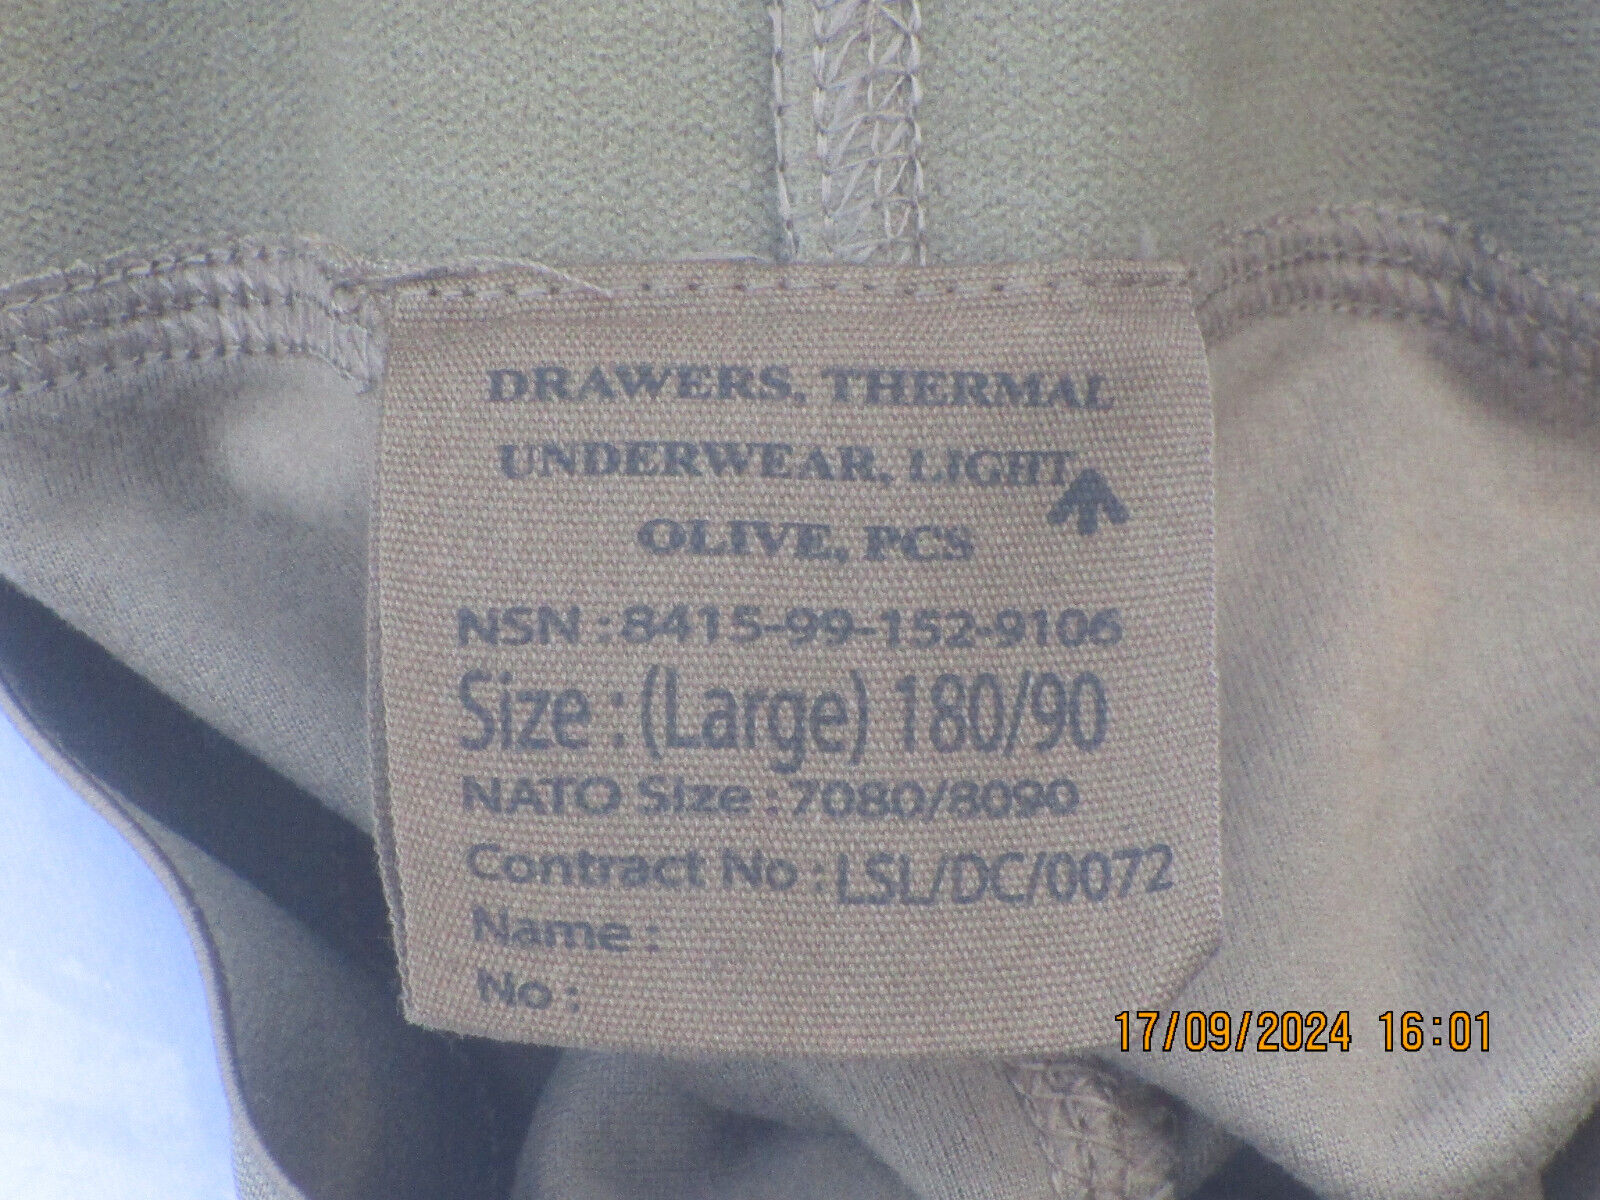 DRAWERS, THERMAL
UNDERWEAR, LIGHT
OLIVE, PCS
NSN : 8415-99-152-9106
Size : (Large) 180/90
NATO Size : 7080/8090
Contract No : LSL/DC/0072
Name :
No :
17/09/2024 16:01